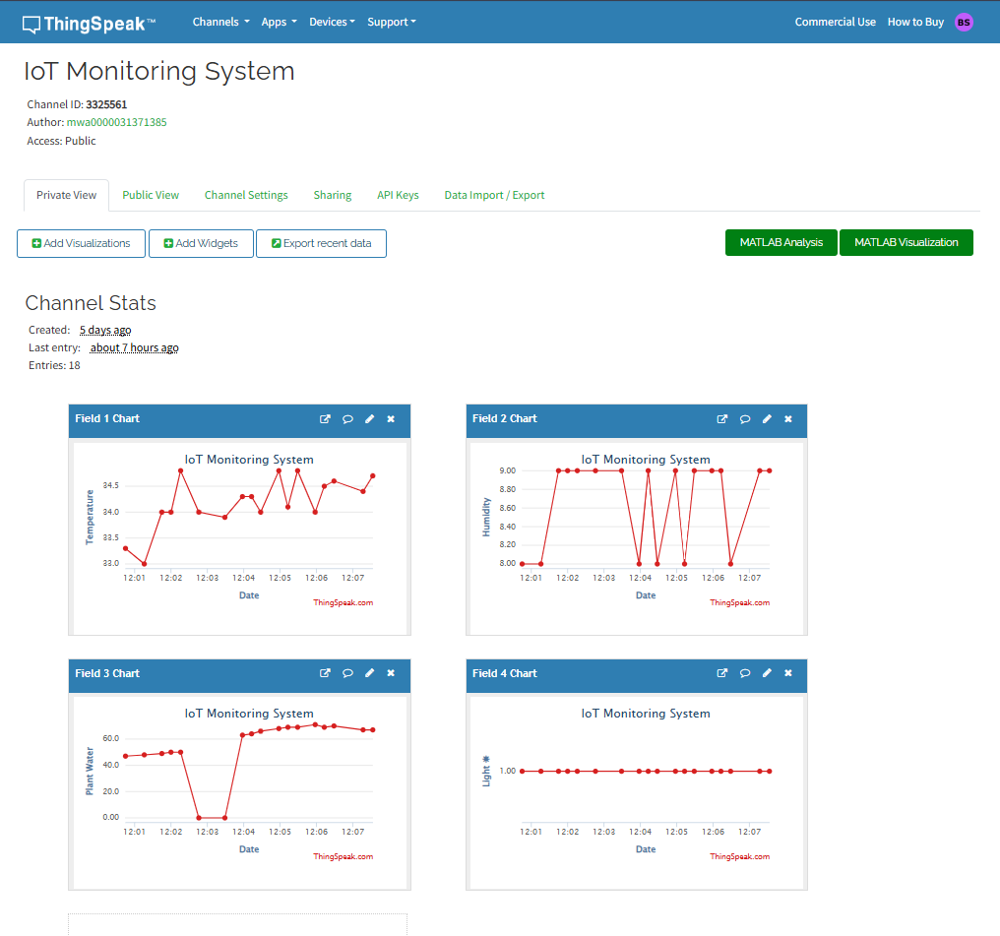 ThingSpeak™ Channels Apps Devices Support Commercial Use How to Buy BS
IoT Monitoring System
Channel ID: 3325561
Author: mwa0000031371385
Access: Public
Private View Public View Channel Settings Sharing API Keys Data Import / Export
Add Visualizations Add Widgets Export recent data MATLAB Analysis MATLAB Visualization
Channel Stats
Created: 5 days ago
Last entry: about 7 hours ago
Entries: 18
Field 1 Chart
IoT Monitoring System
Temperature
34.5
34.0
33.5
33.0
12:01 12:02 12:03 12:04 12:05 12:06 12:07
Date
ThingSpeak.com
Field 2 Chart
IoT Monitoring System
Humidity
9.00
8.80
8.60
8.40
8.20
8.00
12:01 12:02 12:03 12:04 12:05 12:06 12:07
Date
ThingSpeak.com
Field 3 Chart
IoT Monitoring System
Plant Water
60.0
40.0
20.0
0.00
12:01 12:02 12:03 12:04 12:05 12:06 12:07
Date
ThingSpeak.com
Field 4 Chart
IoT Monitoring System
Light ☀
1.00
12:01 12:02 12:03 12:04 12:05 12:06 12:07
Date
ThingSpeak.com